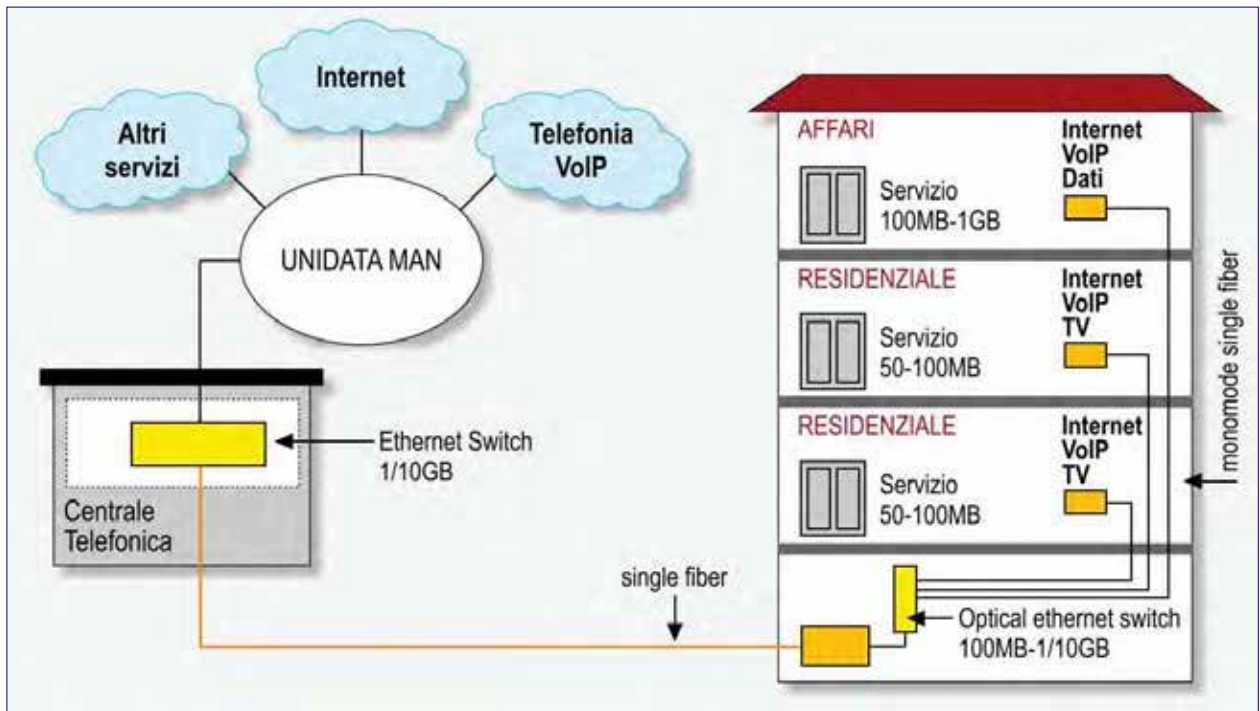 Internet
Altri
servizi
Telefonia
VoIP
UNIDATA MAN
Ethernet Switch
1/10GB
Centrale
Telefonica
single fiber
AFFARI
Internet
VoIP
Dati
Servizio
100MB-1GB
RESIDENZIALE
Internet
VoIP
TV
Servizio
50-100MB
RESIDENZIALE
Internet
VoIP
TV
Servizio
50-100MB
Optical ethernet switch
100MB-1/10GB
monomode single fiber